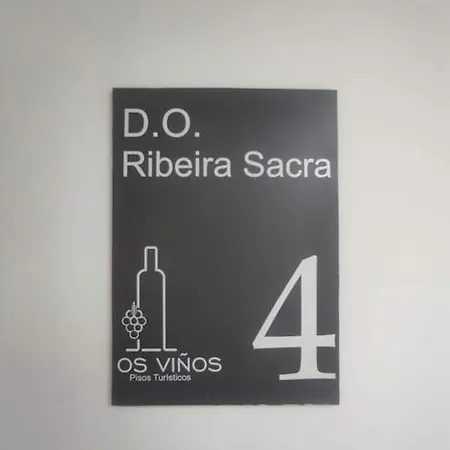 D.O.
Ribeira Sacra
4
OS VIÑOS
Pisos Turísticos